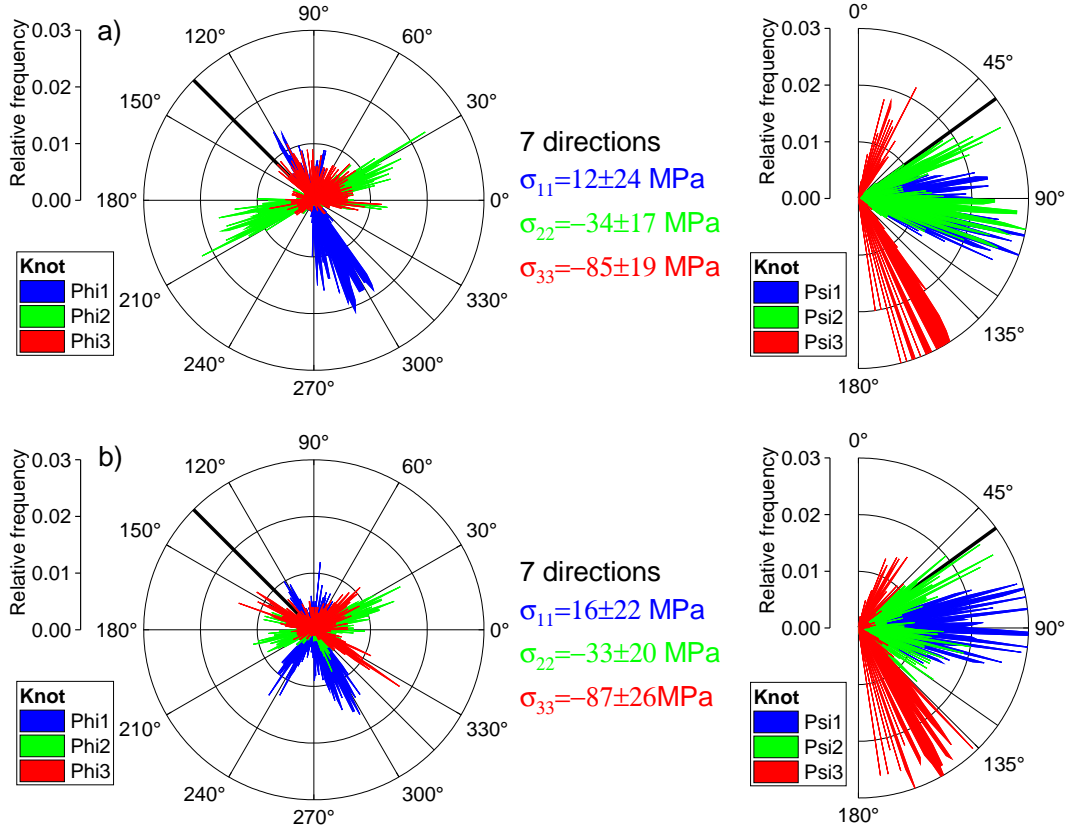 a)
Relative frequency
0.03
0.02
0.01
0.00
90°
120°
60°
150°
30°
180°
0°
210°
330°
240°
300°
270°
Knot
Phi1
Phi2
Phi3
7 directions
σ11=12±24 MPa
σ22=−34±17 MPa
σ33=−85±19 MPa
Relative frequency
0.03
0.02
0.01
0.00
0°
45°
90°
135°
180°
Knot
Psi1
Psi2
Psi3
b)
Relative frequency
0.03
0.02
0.01
0.00
90°
120°
60°
150°
30°
180°
0°
210°
330°
240°
300°
270°
Knot
Phi1
Phi2
Phi3
7 directions
σ11=16±22 MPa
σ22=−33±20 MPa
σ33=−87±26MPa
Relative frequency
0.03
0.02
0.01
0.00
0°
45°
90°
135°
180°
Knot
Psi1
Psi2
Psi3